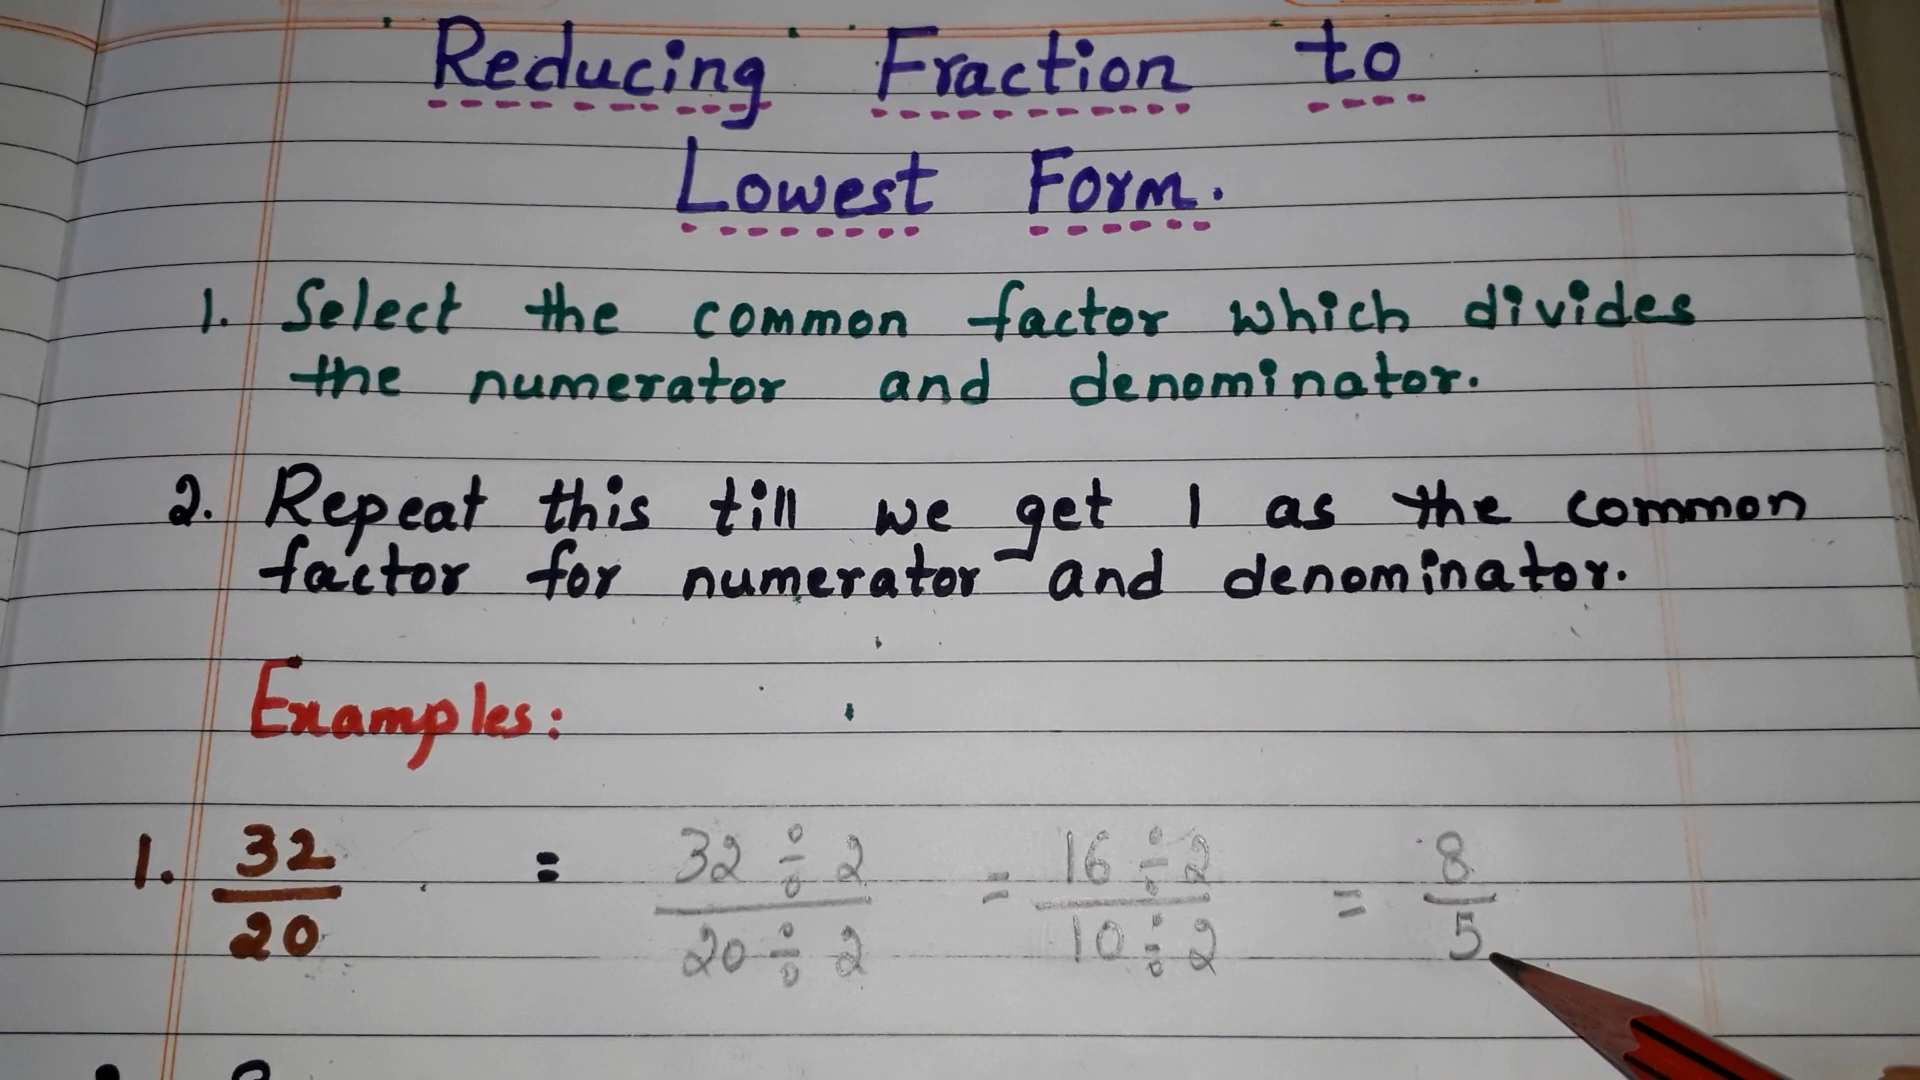 Reducing Fraction to
Lowest Form.
1. Select the common factor which divides
the numerator and denominator.
2. Repeat this till we get 1 as the common
factor for numerator and denominator.
Examples:
1. 32/20 = 32 ÷ 2/20 ÷ 2 = 16 ÷ 2/10 ÷ 2 = 8/5